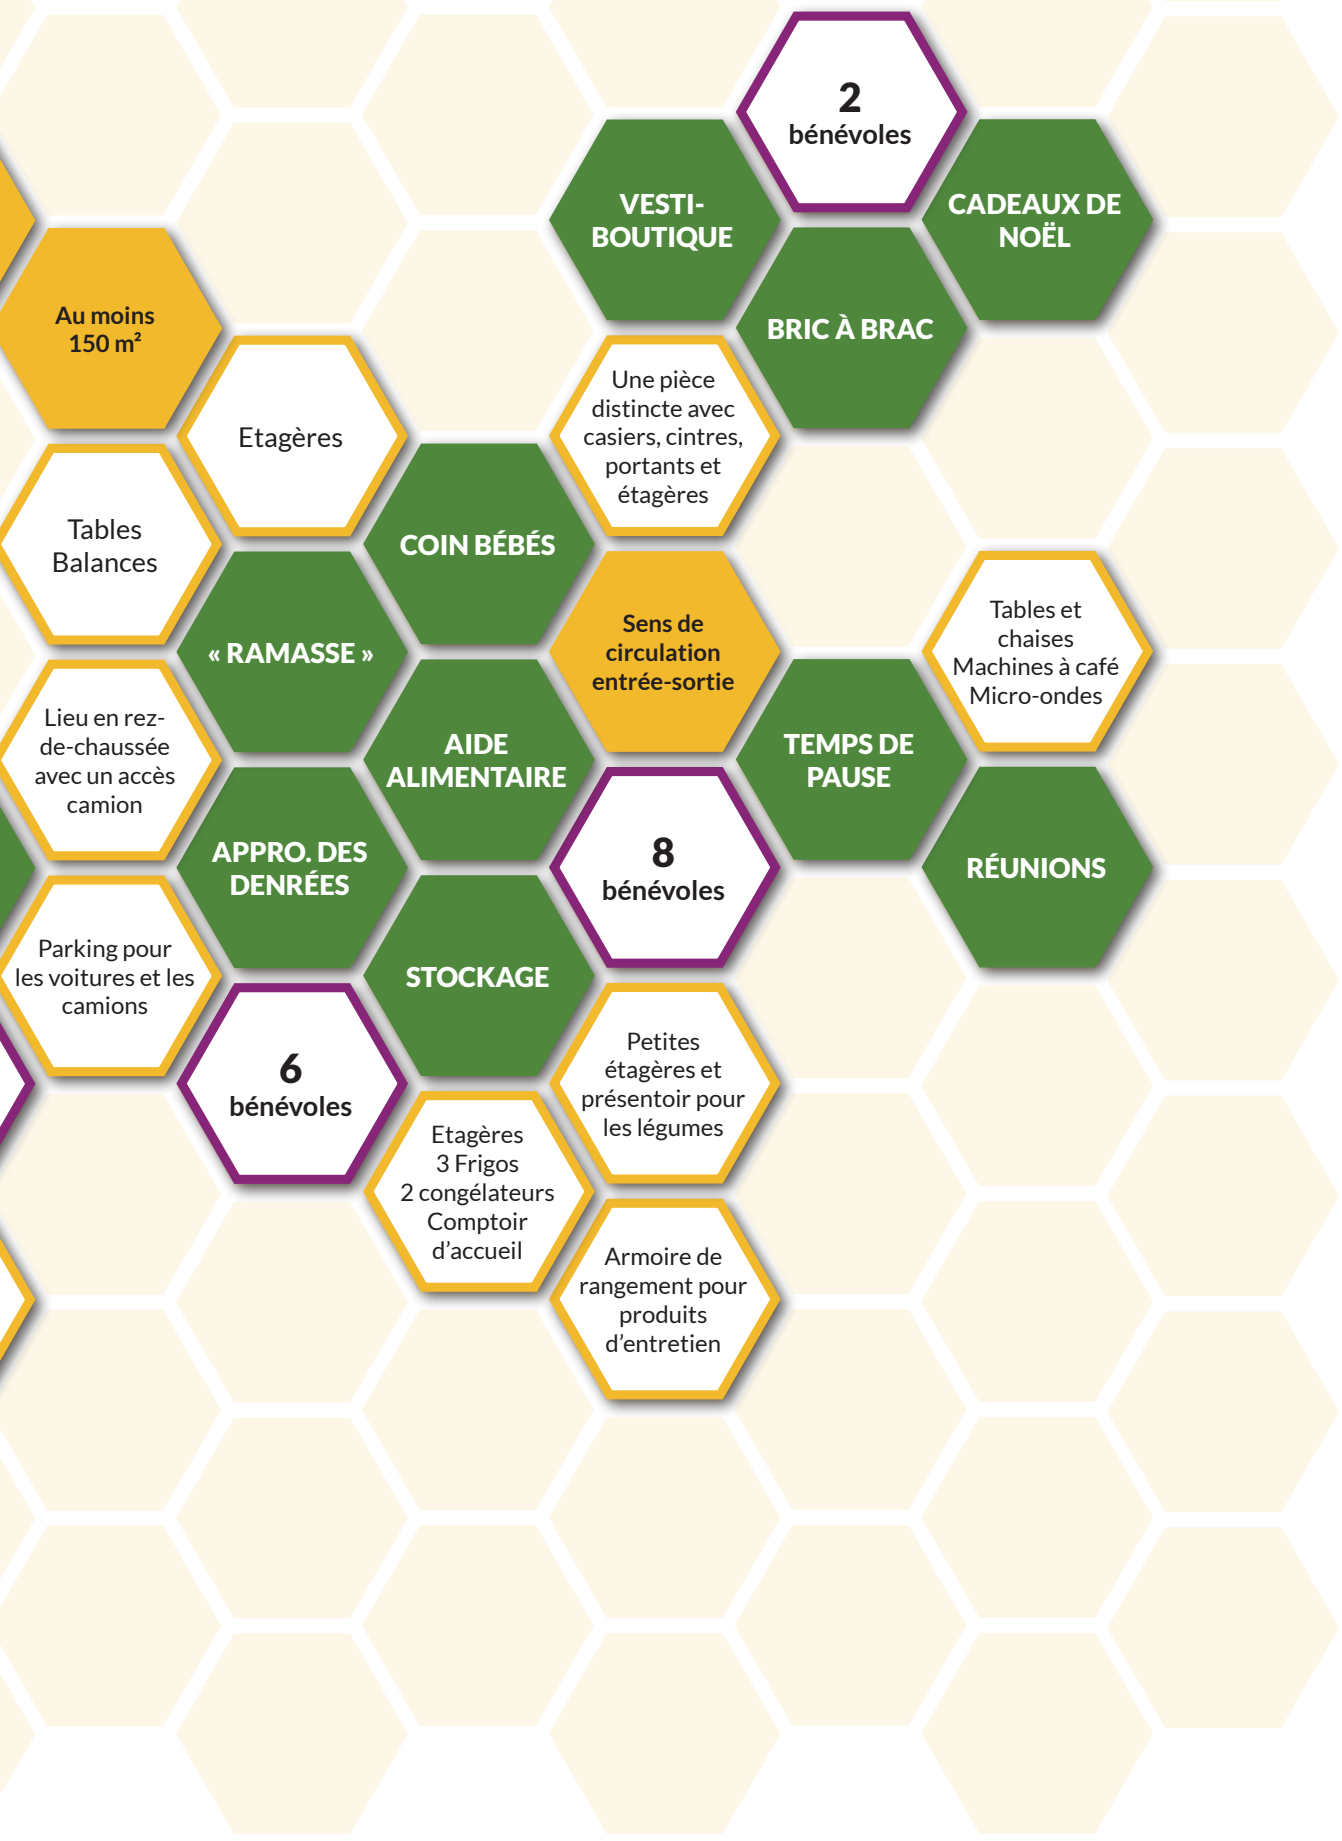 2
bénévoles
VESTI-
BOUTIQUE
CADEAUX DE
NOËL
BRIC À BRAC
Au moins
150 m²
Etagères
Une pièce
distincte avec
casiers, cintres,
portants et
étagères
Tables
Balances
COIN BÉBÉS
« RAMASSE »
Sens de
circulation
entrée-sortie
Tables et
chaises
Machines à café
Micro-ondes
Lieu en rez-
de-chaussée
avec un accès
camion
AIDE
ALIMENTAIRE
TEMPS DE
PAUSE
APPRO. DES
DENRÉES
8
bénévoles
RÉUNIONS
Parking pour
les voitures et les
camions
STOCKAGE
6
bénévoles
Petites
étagères et
présentoir pour
les légumes
Etagères
3 Frigos
2 congélateurs
Comptoir
d’accueil
Armoire de
rangement pour
produits
d’entretien